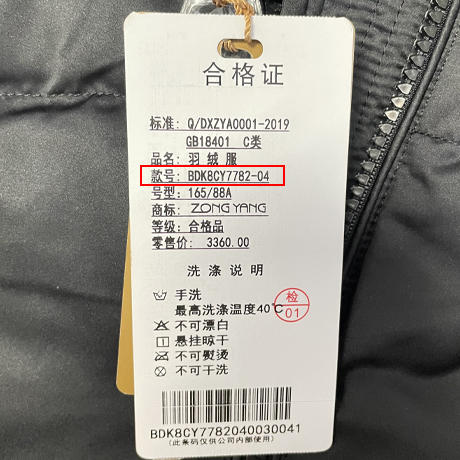 合格证
标准: Q/DXZYA0001-2019
GB18401 C类
品名: 羽绒服
款号: BDK8CY7782-04
号型: 165/88A
商标: ZONGYANG
等级: 合格品
零售价: 3360.00
洗涤说明
手洗
最高洗涤温度40℃
检
01
不可漂白
悬挂晾干
不可熨烫
不可干洗
BDK8CY7782040030041
(此条码仅供公司内部使用)